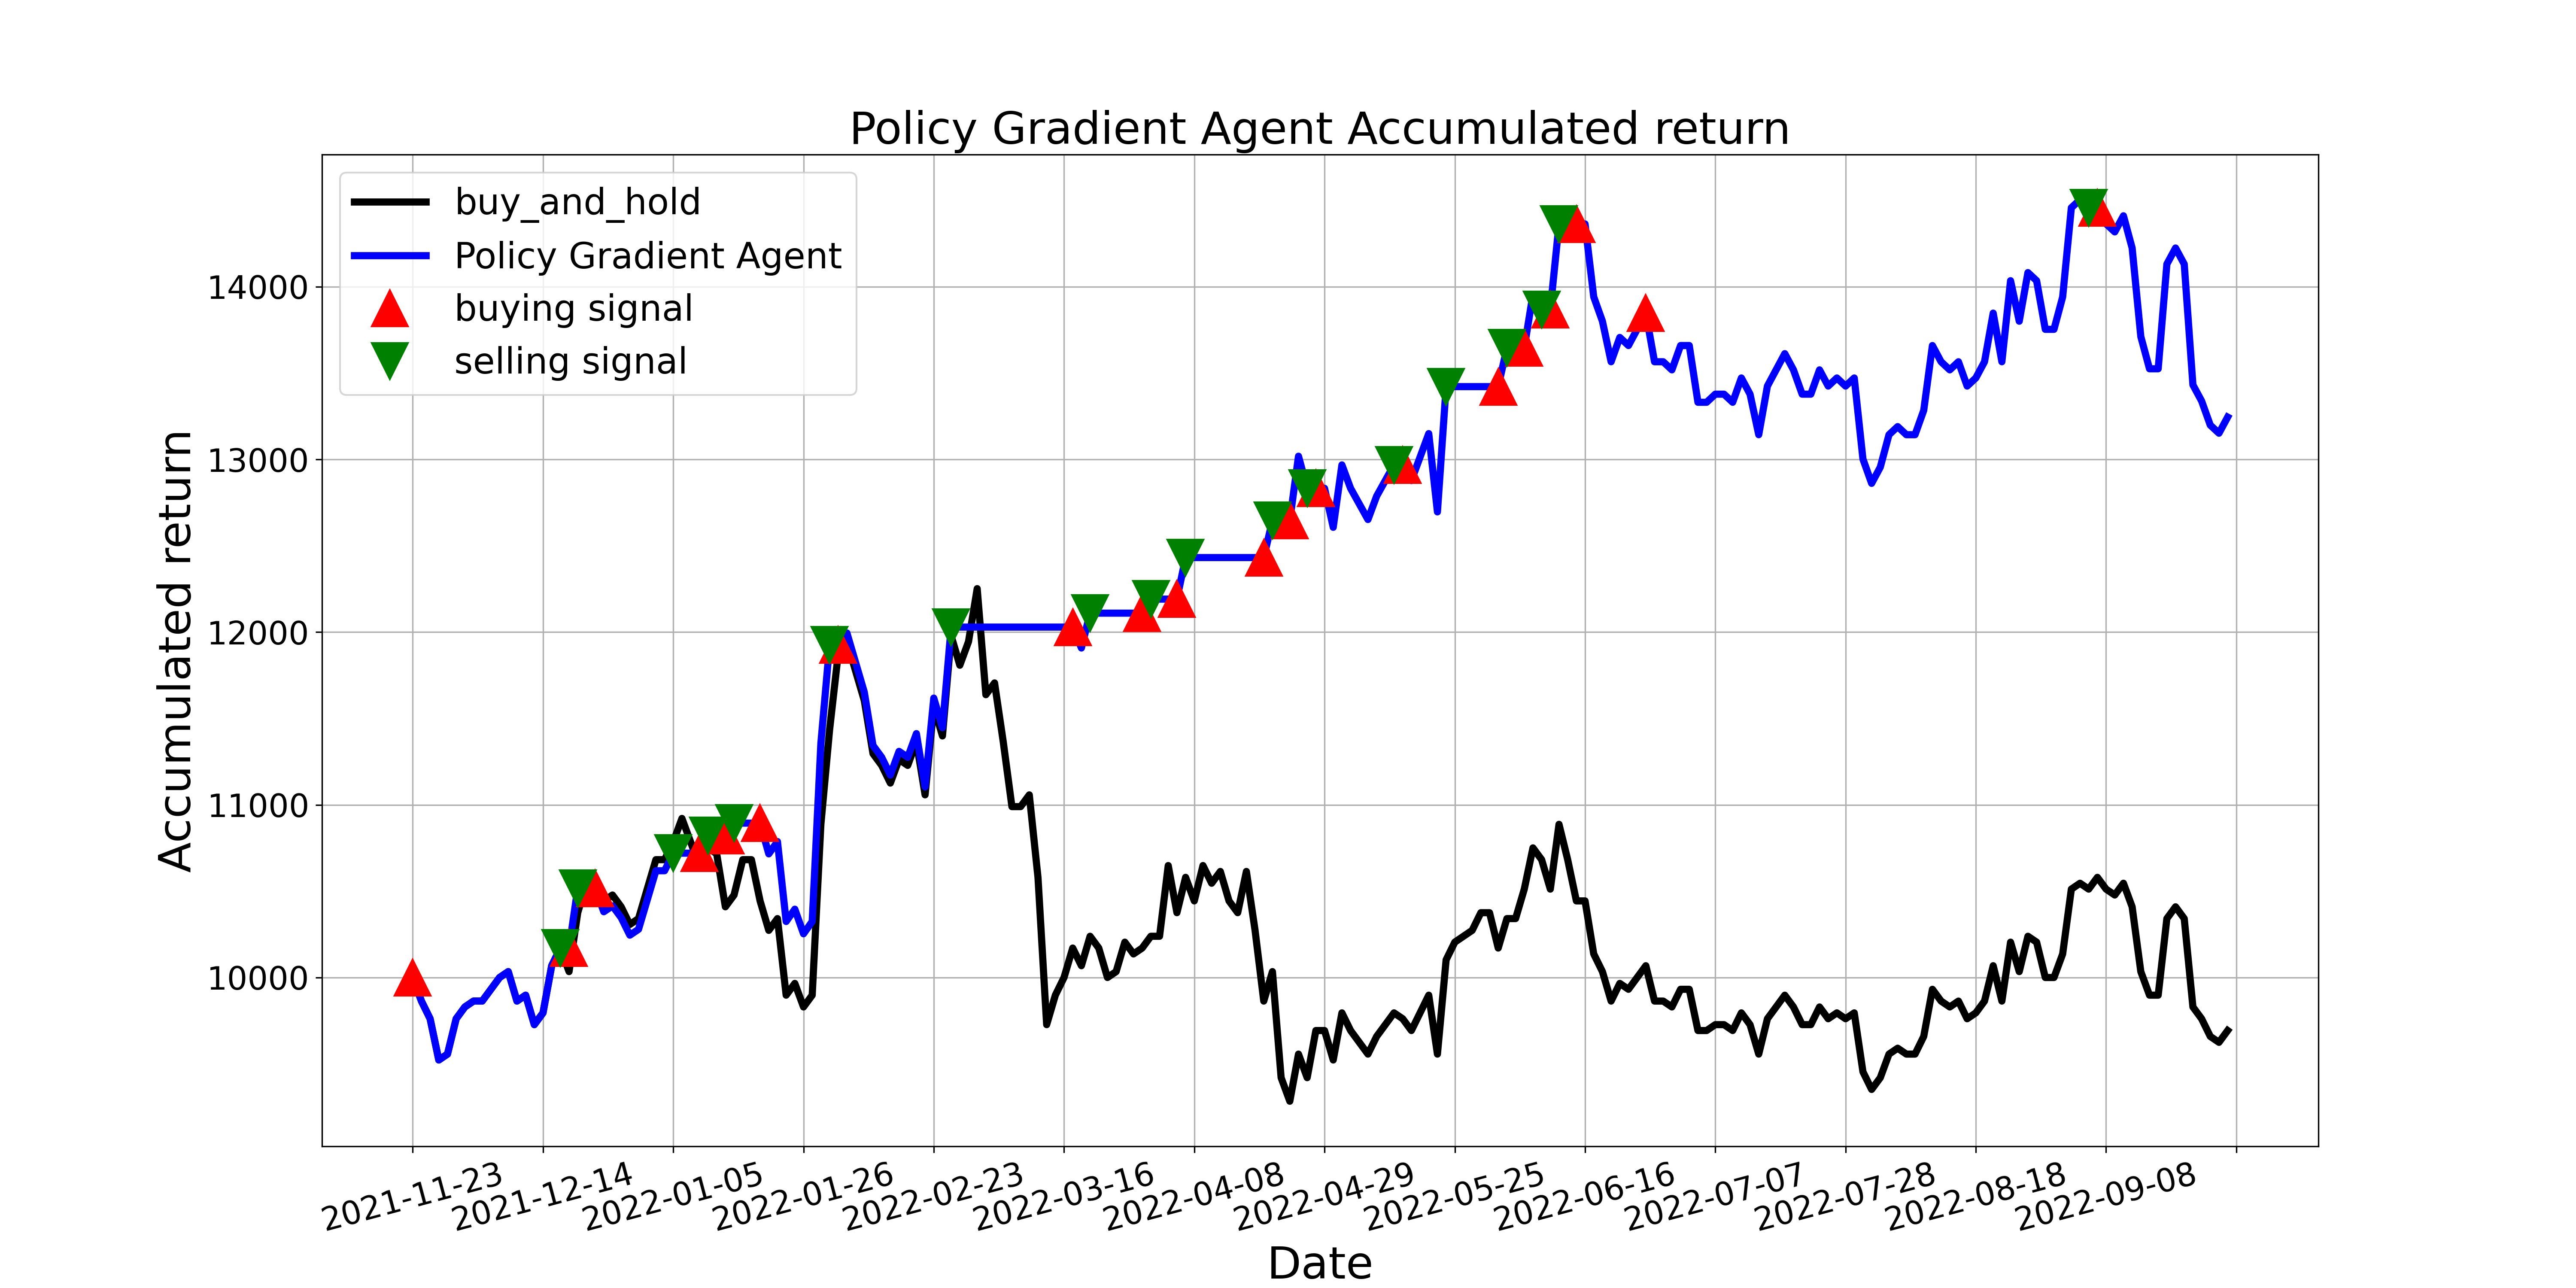 Policy Gradient Agent Accumulated return
buy_and_hold
Policy Gradient Agent
buying signal
selling signal
Accumulated return
14000
13000
12000
11000
10000
2021-11-23
2021-12-14
2022-01-05
2022-01-26
2022-02-23
2022-03-16
2022-04-08
2022-04-29
2022-05-25
2022-06-16
2022-07-07
2022-07-28
2022-08-18
2022-09-08
Date